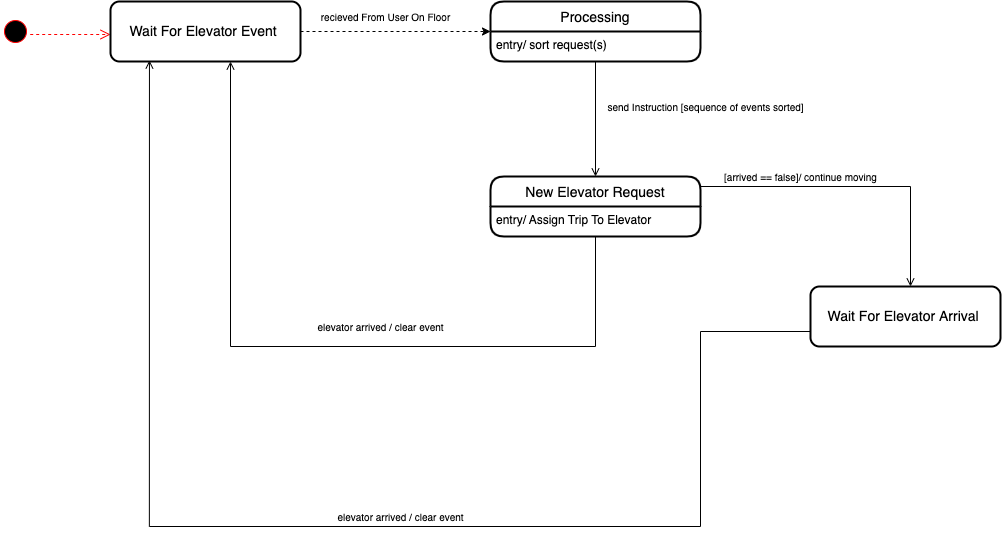 recieved From User On Floor
Processing
Wait For Elevator Event
entry/ sort request(s)
send Instruction [sequence of events sorted]
[arrived == false]/ continue moving
New Elevator Request
entry/ Assign Trip To Elevator
Wait For Elevator Arrival
elevator arrived / clear event
elevator arrived / clear event